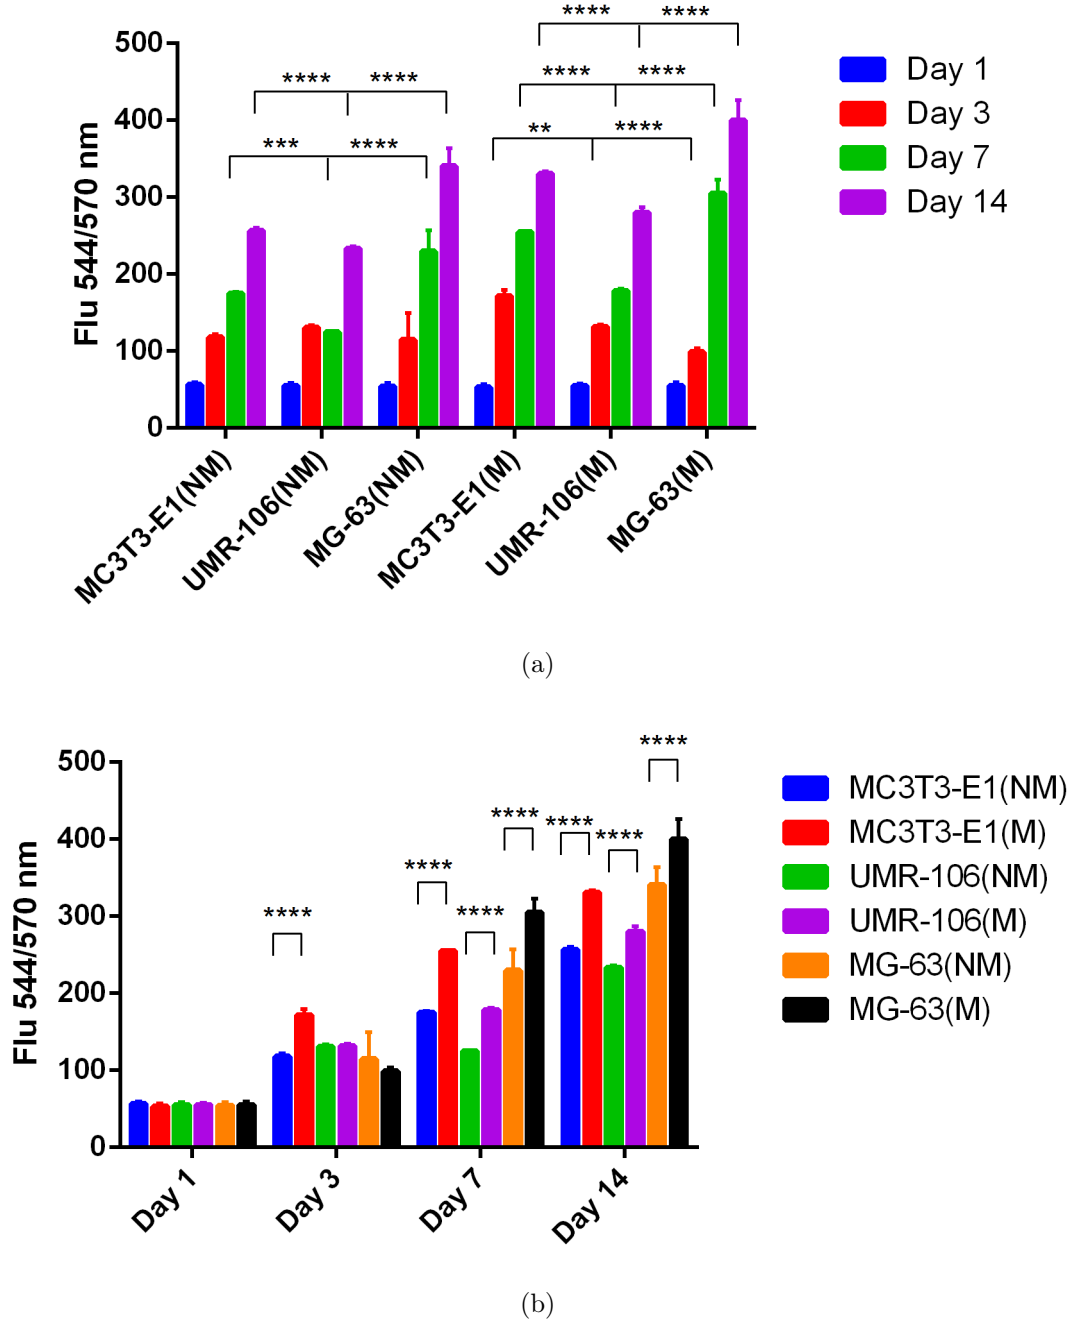 **** ****
500
**** ****
**** ****
400
** ****
*** ****
300
200
100
0
Flu 544/570 nm
Day 1
Day 3
Day 7
Day 14
MC3T3-E1(NM)
UMR-106(NM)
MG-63(NM)
MC3T3-E1(M)
UMR-106(M)
MG-63(M)
(a)
****
500
400
300
200
100
0
Flu 544/570 nm
****
**** ****
****
****
****
Day 1
Day 3
Day 7
Day 14
MC3T3-E1(NM)
MC3T3-E1(M)
UMR-106(NM)
UMR-106(M)
MG-63(NM)
MG-63(M)
(b)